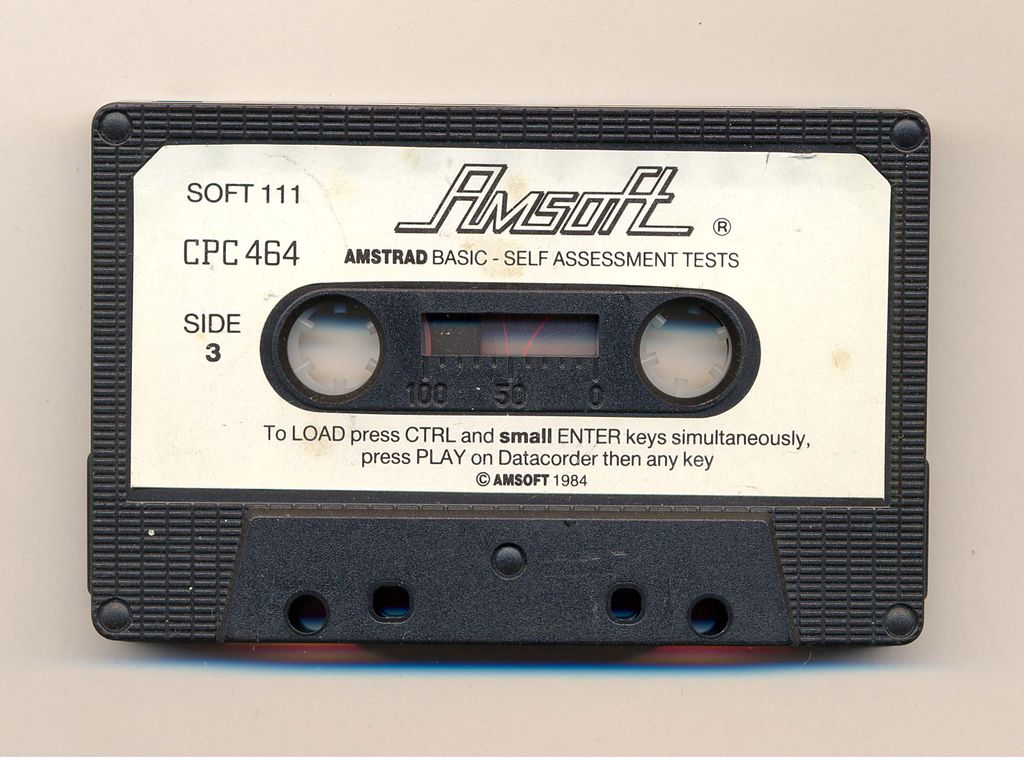 SOFT 111
Amsoft ®
CPC 464
AMSTRAD BASIC - SELF ASSESSMENT TESTS
SIDE
3
100 50 0
To LOAD press CTRL and small ENTER keys simultaneously,
press PLAY on Datacorder then any key
© AMSOFT 1984